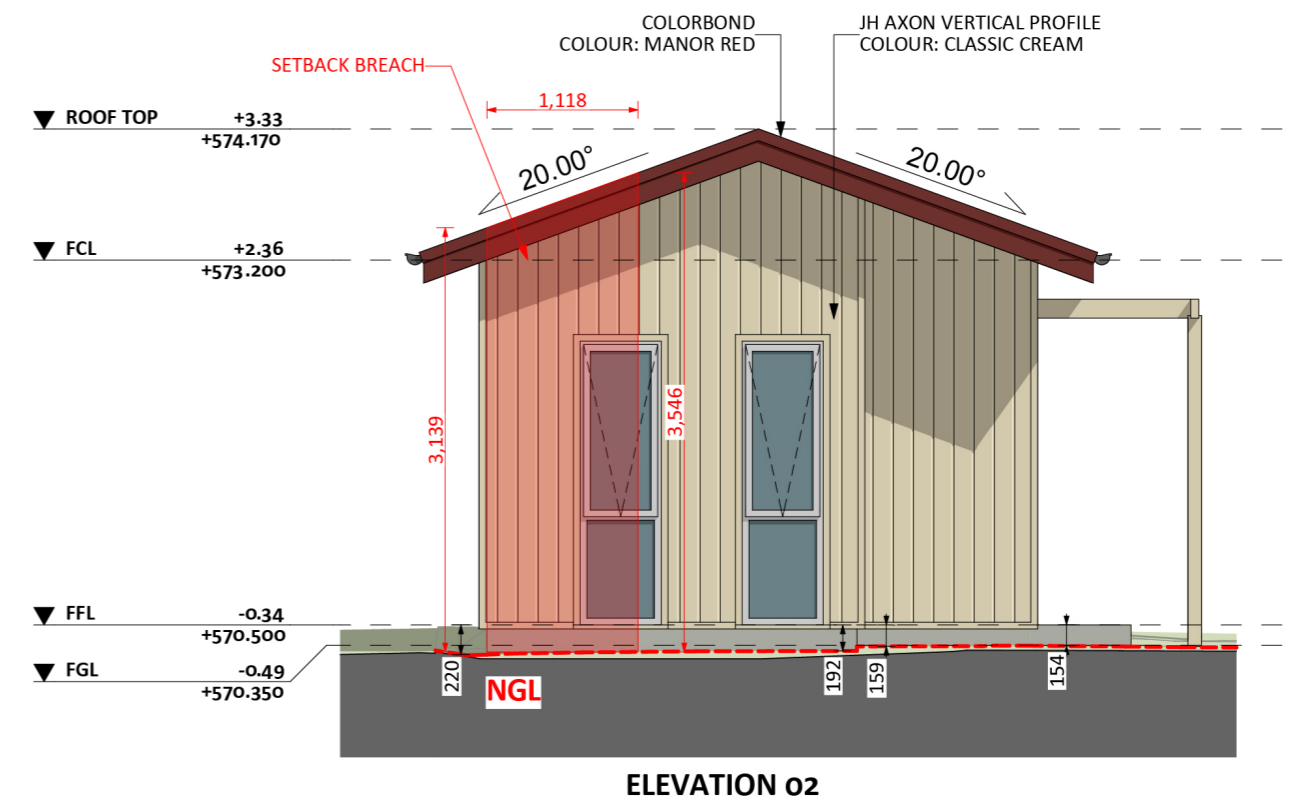 COLORBOND
COLOUR: MANOR RED
JH AXON VERTICAL PROFILE
COLOUR: CLASSIC CREAM
SETBACK BREACH
1,118
ROOF TOP +3.33
+574.170
20.00°
20.00°
FCL +2.36
+573.200
3,139
3,546
FFL -0.34
+570.500
FGL -0.49
+570.350
220
NGL
192
159
154
ELEVATION 02